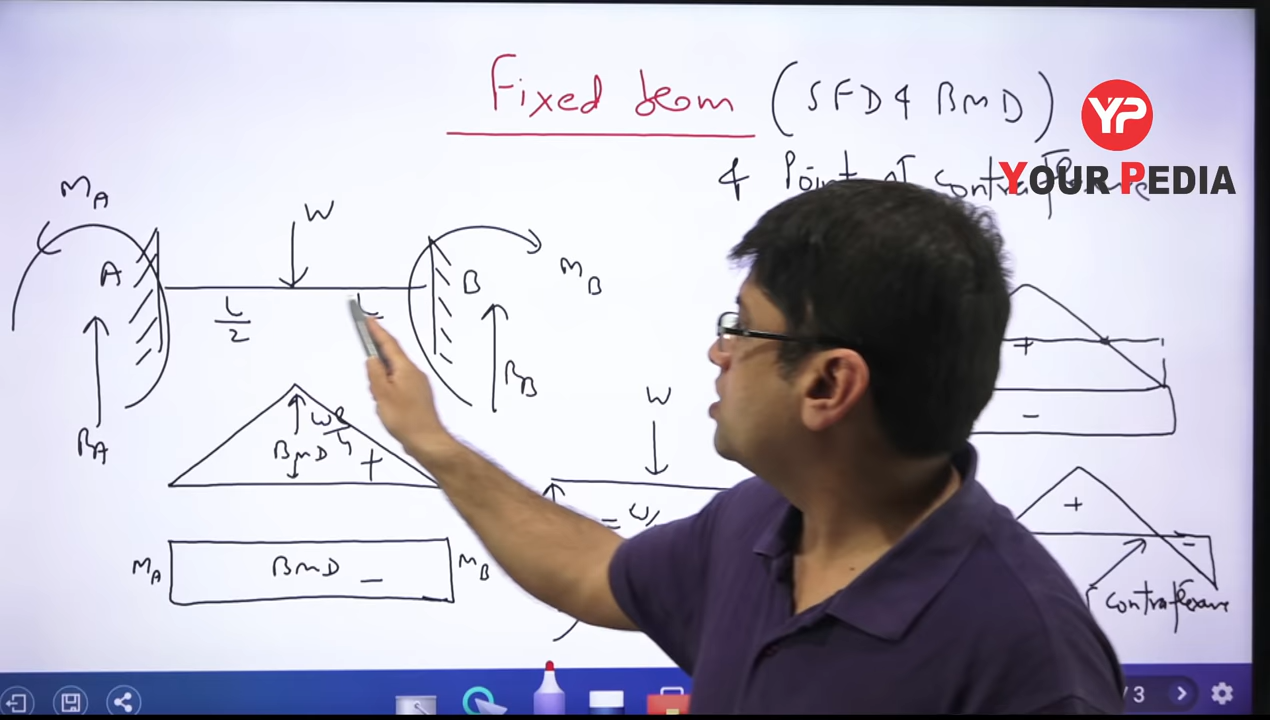 Fixed beam (SFD & BMD)
& Point of contraflexure
YP
YOUR PEDIA
MA
W
A
B
MB
L/2
L
RA
RB
Wl/4
BMD +
W
+
-
= W/
MA
BMD -
MB
+
-
contraflexure
/ 3